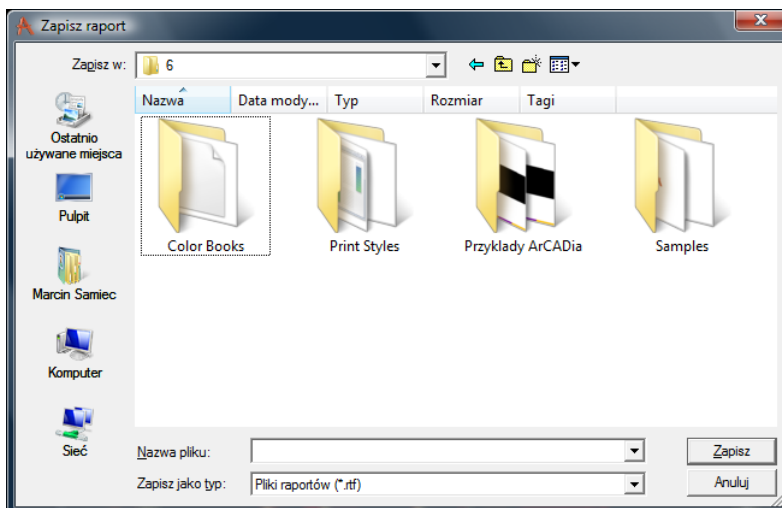 Zapisz raport
Zapisz w: 6
Nazwa Data mody... Typ Rozmiar Tagi
Ostatnio
używane miejsca
Pulpit
Marcin Samiec
Komputer
Sieć
Color Books Print Styles Przykłady ArCADia Samples
Nazwa pliku: Zapisz
Zapisz jako typ: Pliki raportów (*.rtf) Anuluj